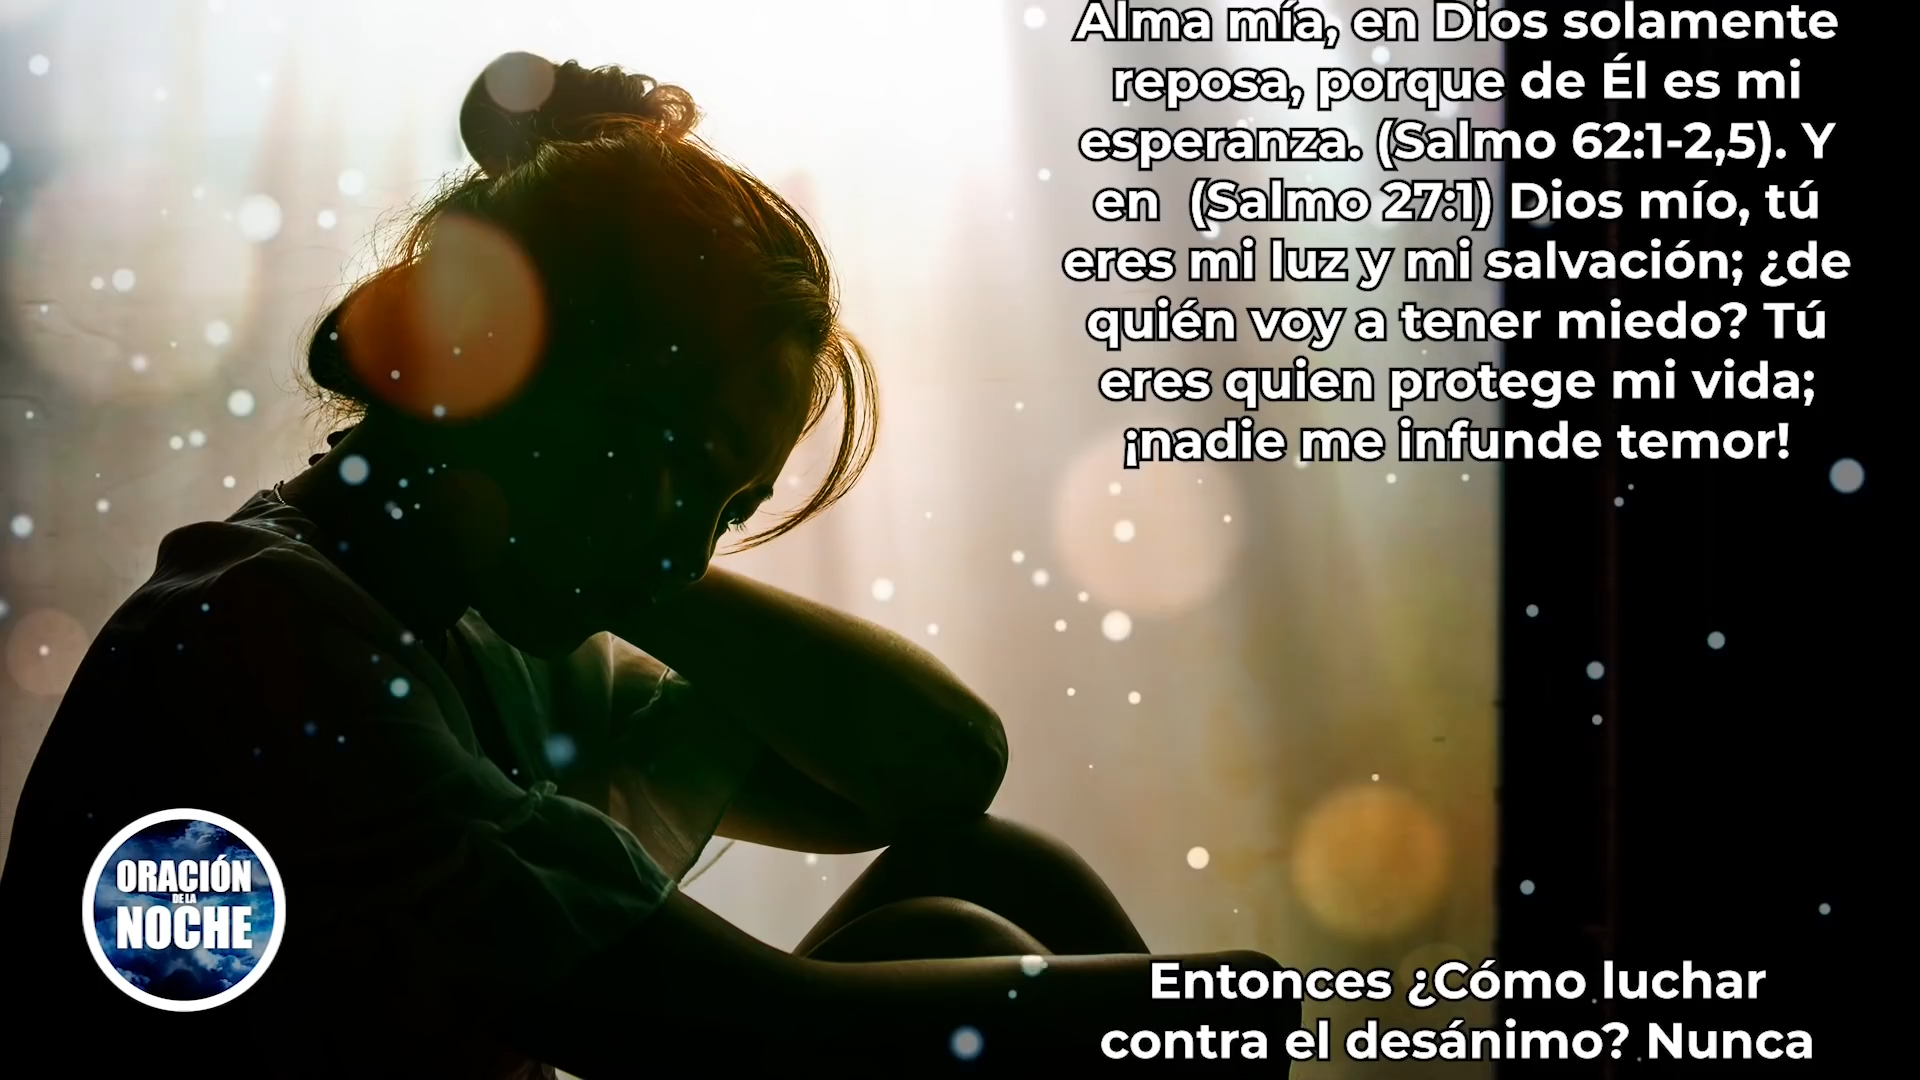 Alma mía, en Dios solamente
reposa, porque de Él es mi
esperanza. (Salmo 62:1-2,5). Y
en  (Salmo 27:1) Dios mío, tú
eres mi luz y mi salvación; ¿de
quién voy a tener miedo? Tú
eres quien protege mi vida;
¡nadie me infunde temor!
ORACIÓN
DE LA
NOCHE
Entonces ¿Cómo luchar
contra el desánimo? Nunca